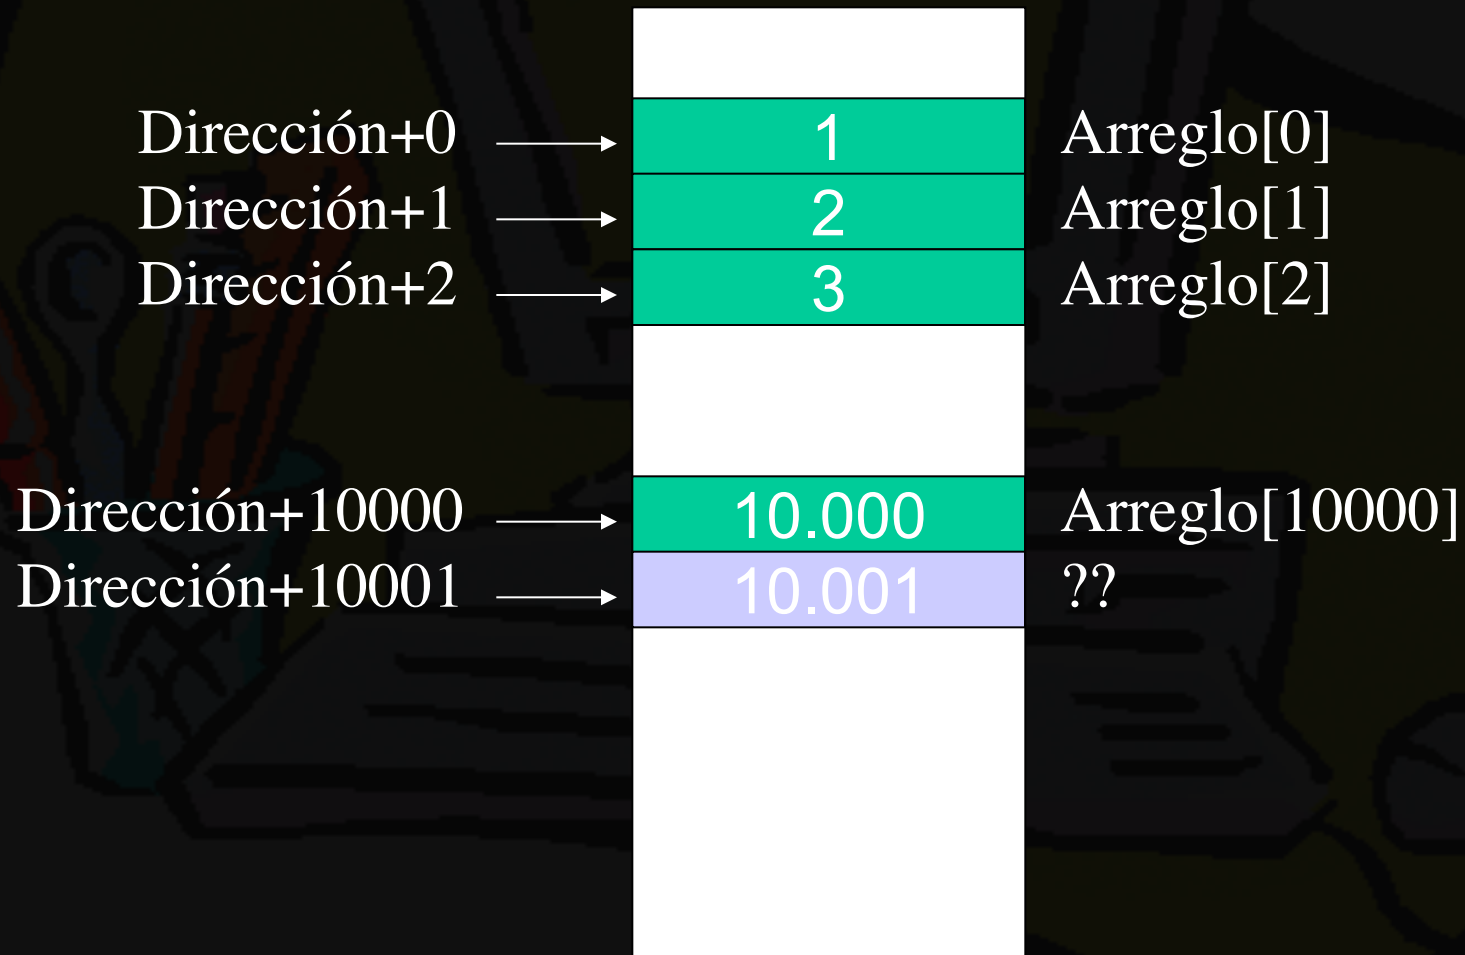 Dirección+0 1 Arreglo[0]
Dirección+1 2 Arreglo[1]
Dirección+2 3 Arreglo[2]
Dirección+10000 10.000 Arreglo[10000]
Dirección+10001 10.001 ??